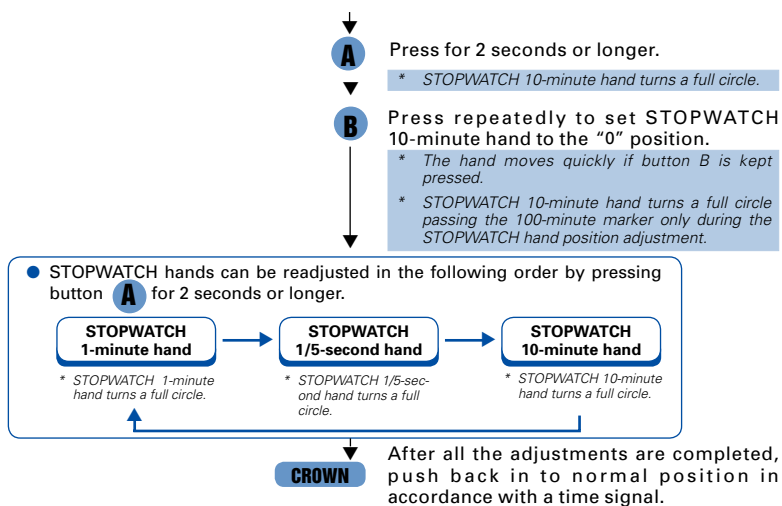 A
Press for 2 seconds or longer.
* STOPWATCH 10-minute hand turns a full circle.
B
Press repeatedly to set STOPWATCH
10-minute hand to the “0” position.
* The hand moves quickly if button B is kept
pressed.
* STOPWATCH 10-minute hand turns a full circle
passing the 100-minute marker only during the
STOPWATCH hand position adjustment.
● STOPWATCH hands can be readjusted in the following order by pressing
button A for 2 seconds or longer.
STOPWATCH
1-minute hand
STOPWATCH
1/5-second hand
STOPWATCH
10-minute hand
* STOPWATCH 1-minute
hand turns a full circle.
* STOPWATCH 1/5-sec-
ond hand turns a full
circle.
* STOPWATCH 10-minute
hand turns a full circle.
CROWN
After all the adjustments are completed,
push back in to normal position in
accordance with a time signal.